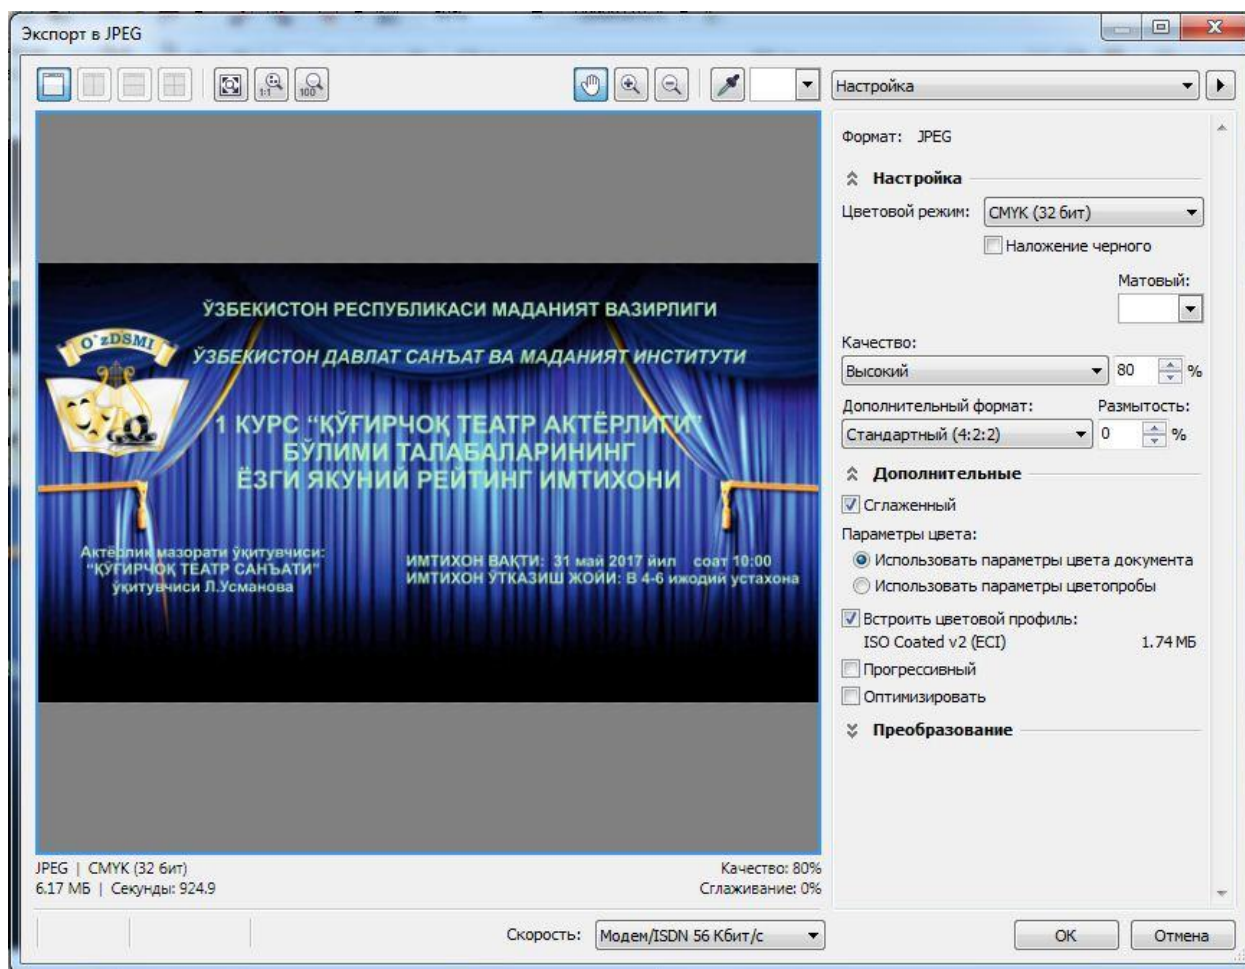 Экспорт в JPEG
1:1
100
Настройка
Формат: JPEG
Настройка
Цветовой режим: CMYK (32 бит)
Наложение черного
Матовый:
Качество:
Высокий 80 %
Дополнительный формат: Размытость:
Стандартный (4:2:2) 0 %
Дополнительные
Сглаженный
Параметры цвета:
Использовать параметры цвета документа
Использовать параметры цветопробы
Встроить цветовой профиль:
ISO Coated v2 (ECI) 1.74 МБ
Прогрессивный
Оптимизировать
Преобразование
ЎЗБЕКИСТОН РЕСПУБЛИКАСИ МАДАНИЯТ ВАЗИРЛИГИ
O`zDSMI
ЎЗБЕКИСТОН ДАВЛАТ САНЪАТ ВА МАДАНИЯТ ИНСТИТУТИ
1 КУРС “ҚЎҒИРЧОҚ ТЕАТР АКТЁРЛИГИ”
БЎЛИМИ ТАЛАБАЛАРИНИНГ
ЁЗГИ ЯКУНИЙ РЕЙТИНГ ИМТИХОНИ
Актёрлик мазорати ўқитувчиси:
“ҚЎҒИРЧОҚ ТЕАТР САНЪАТИ”
ўқитувчиси Л.Усманова
ИМТИХОН ВАҚТИ: 31 май 2017 йил соат 10:00
ИМТИХОН ЎТКАЗИШ ЖОЙИ: В 4-6 ижодий устахона
JPEG | CMYK (32 бит) Качество: 80%
6.17 МБ | Секунды: 924.9 Сглаживание: 0%
Скорость: Модем/ISDN 56 Кбит/с
OK Отмена